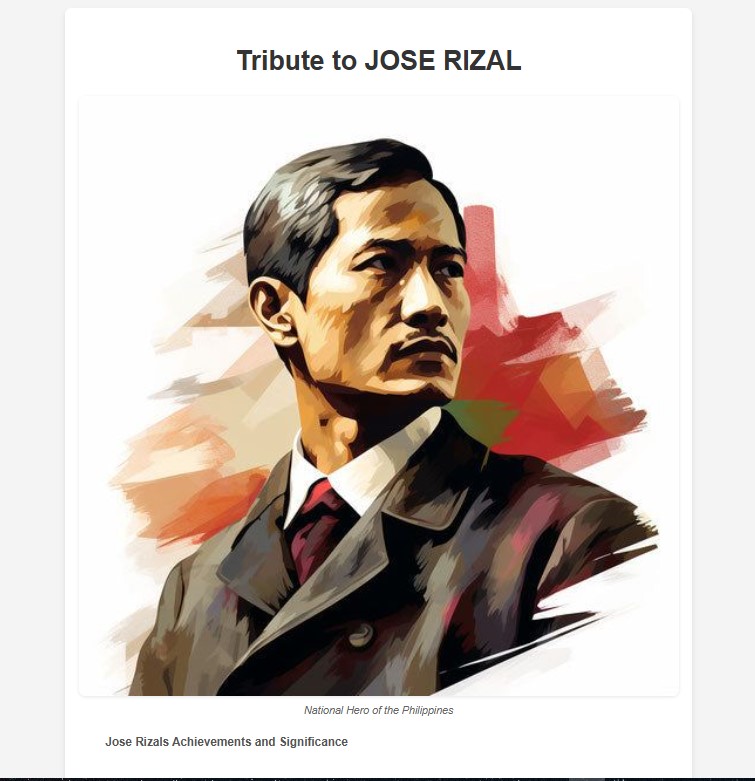 Tribute to JOSE RIZAL
National Hero of the Philippines
Jose Rizals Achievements and Significance